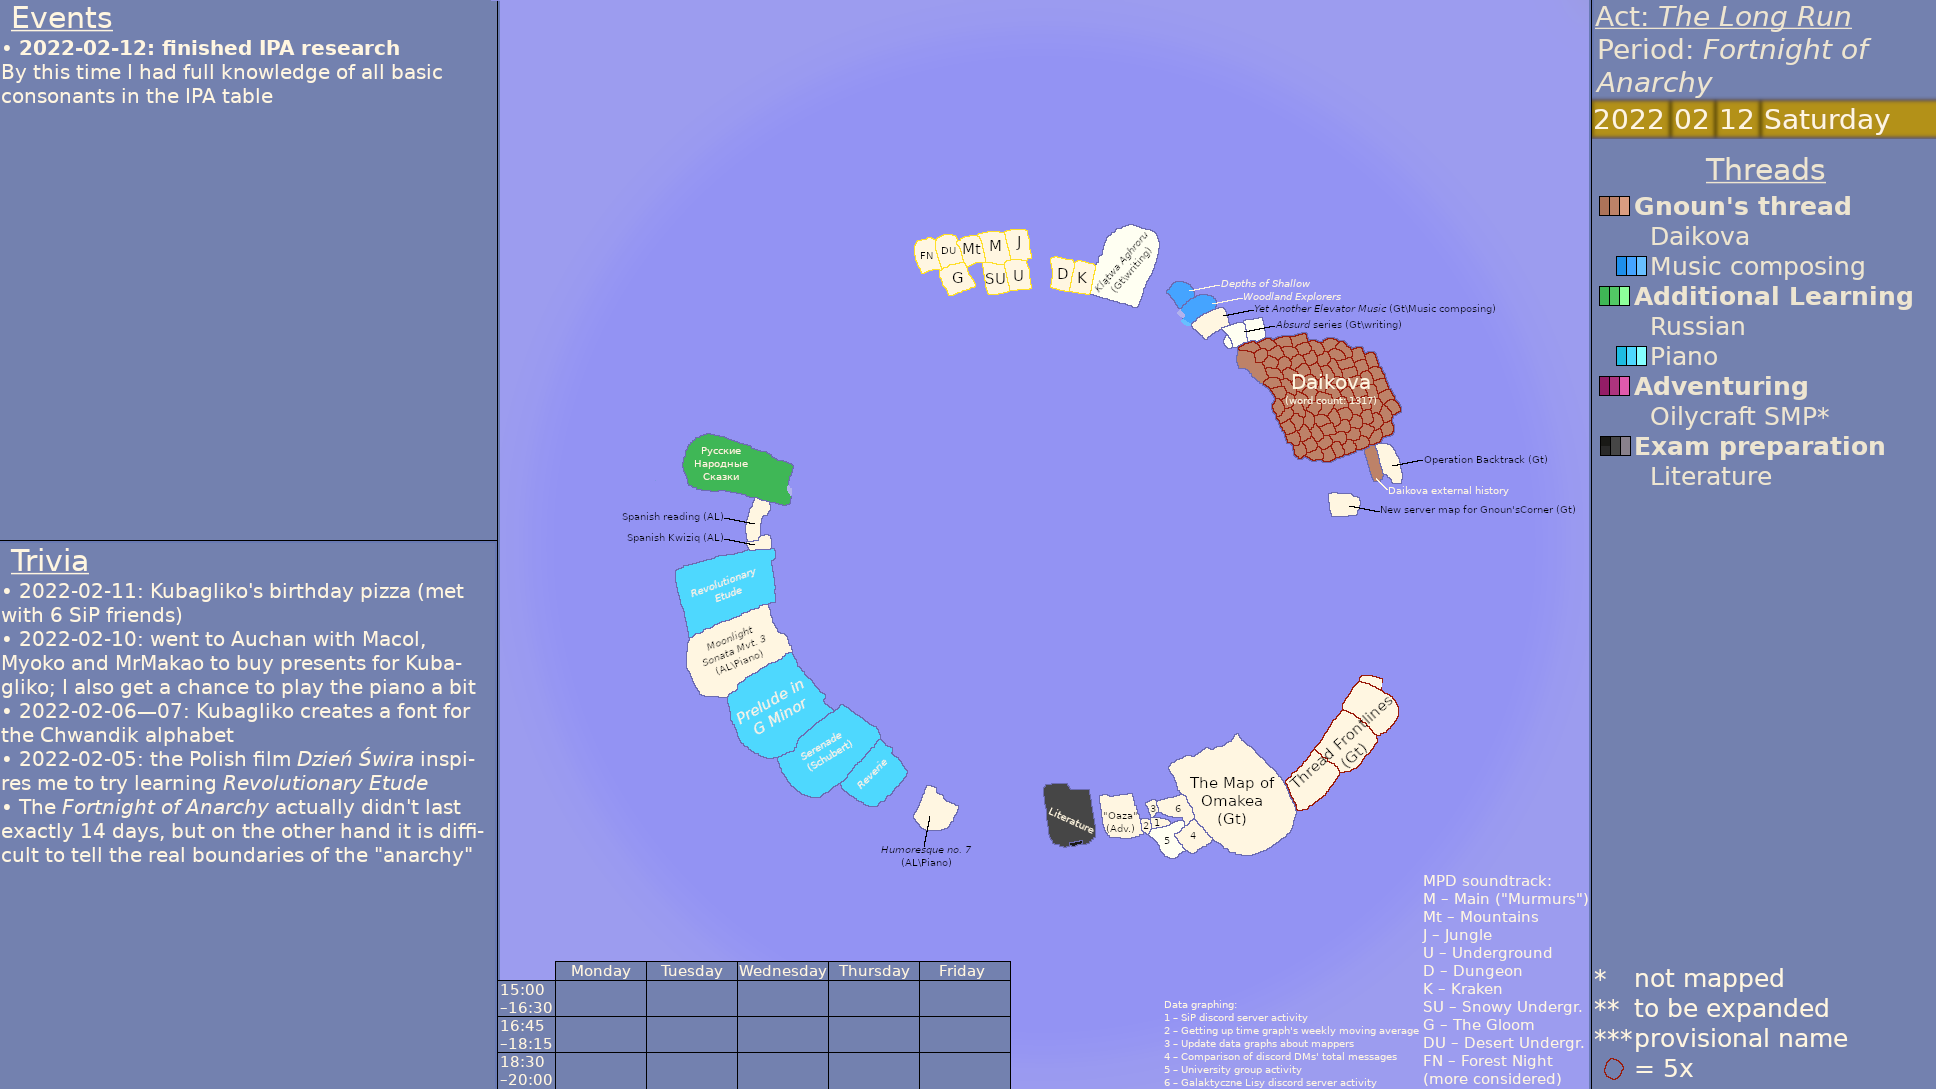 Events
• 2022-02-12: finished IPA research
By this time I had full knowledge of all basic
consonants in the IPA table
Trivia
• 2022-02-11: Kubagliko's birthday pizza (met
with 6 SiP friends)
• 2022-02-10: went to Auchan with Macol,
Myoko and MrMakao to buy presents for Kuba-
gliko; I also get a chance to play the piano a bit
• 2022-02-06—07: Kubagliko creates a font for
the Chwandik alphabet
• 2022-02-05: the Polish film Dzień Świra inspi-
res me to try learning Revolutionary Etude
• The Fortnight of Anarchy actually didn't last
exactly 14 days, but on the other hand it is diffi-
cult to tell the real boundaries of the "anarchy"
FN
DU
Mt
M
J
G
SU
U
D
K
Klątwa Aghroru
(Gt\writing)
Depths of Shallow
Woodland Explorers
Yet Another Elevator Music (Gt\Music composing)
Absurd series (Gt\writing)
Daikova
(word count: 1317)
Operation Backtrack (Gt)
Daikova external history
New server map for Gnoun'sCorner (Gt)
Русские
Народные
Сказки
Spanish reading (AL)
Spanish Kwiziq (AL)
Revolutionary
Etude
Moonlight
Sonata Mvt. 3
(AL\Piano)
Prelude in
G Minor
Serenade
(Schubert)
Reverie
Humoresque no. 7
(AL\Piano)
Literature
"Oaza"
(Adv.)
3
6
2
1
5
4
The Map of
Omakea
(Gt)
Thread Frontlines
(Gt)
Monday
Tuesday
Wednesday
Thursday
Friday
15:00
–16:30
16:45
–18:15
18:30
–20:00
Data graphing:
1 – SiP discord server activity
2 – Getting up time graph's weekly moving average
3 – Update data graphs about mappers
4 – Comparison of discord DMs' total messages
5 – University group activity
6 – Galaktyczne Lisy discord server activity
MPD soundtrack:
M – Main ("Murmurs")
Mt – Mountains
J – Jungle
U – Underground
D – Dungeon
K – Kraken
SU – Snowy Undergr.
G – The Gloom
DU – Desert Undergr.
FN – Forest Night
(more considered)
Act: The Long Run
Period: Fortnight of
Anarchy
2022 02 12 Saturday
Threads
Gnoun's thread
Daikova
Music composing
Additional Learning
Russian
Piano
Adventuring
Oilycraft SMP*
Exam preparation
Literature
* not mapped
** to be expanded
*** provisional name
= 5x